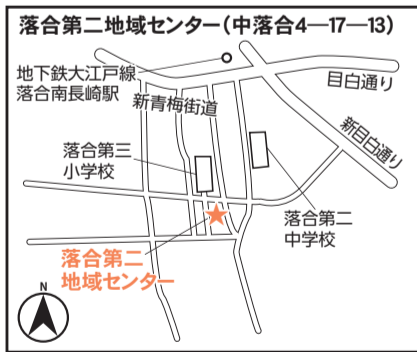 落合第二地域センター（中落合4―17―13）
地下鉄大江戸線
落合南長崎駅
目白通り
新青梅街道
新目白通り
落合第三
小学校
落合第二
中学校
落合第二
地域センター
N